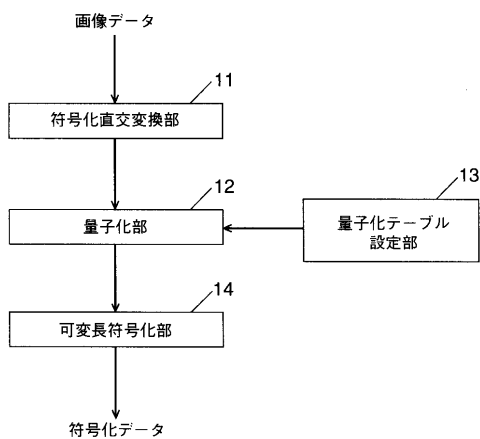 画像データ
11
符号化直交変換部
12
量子化部
13
量子化テーブル
設定部
14
可変長符号化部
符号化データ